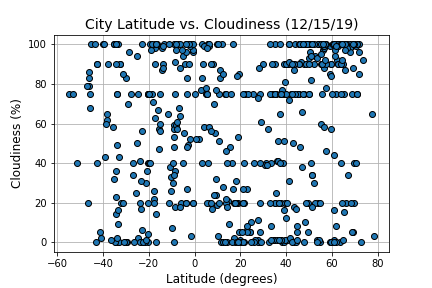 City Latitude vs. Cloudiness (12/15/19)
100
80
60
40
20
0
Cloudiness (%)
−60 −40 −20 0 20 40 60 80
Latitude (degrees)